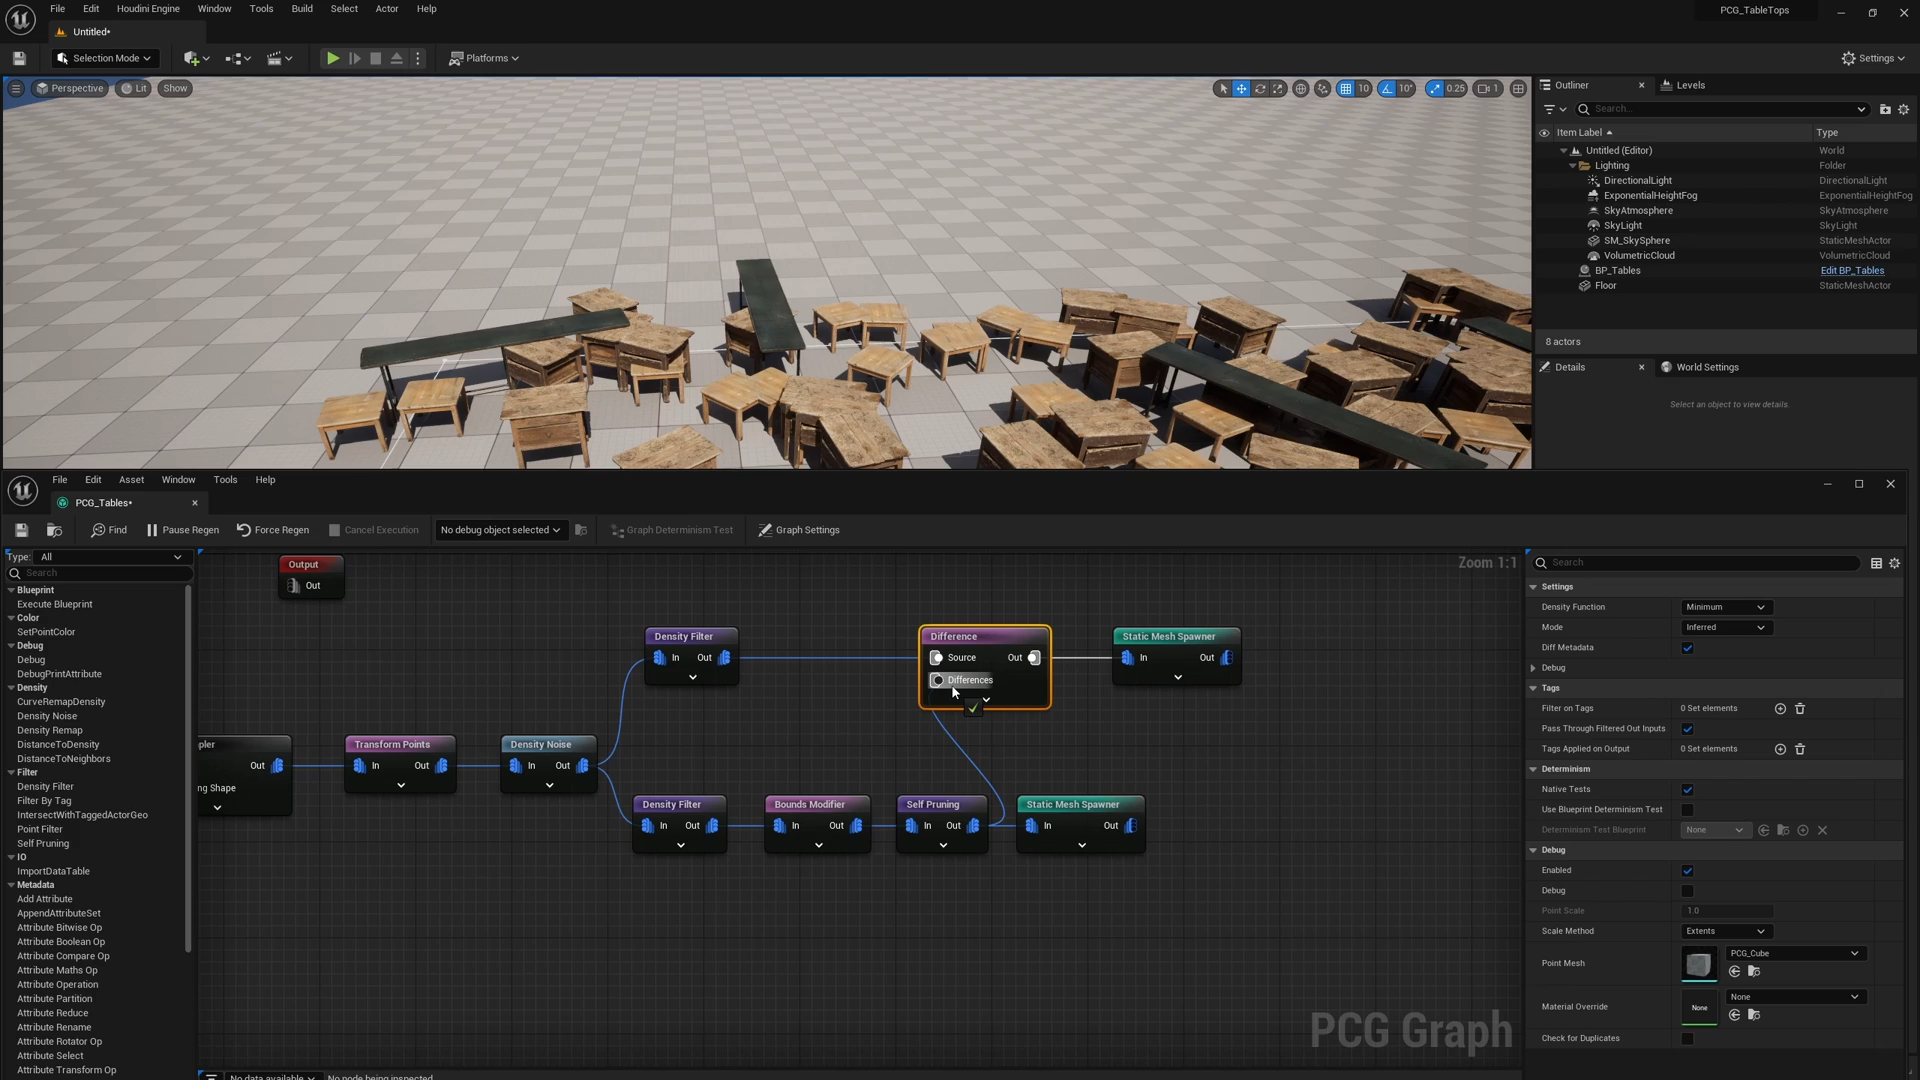 File Edit Houdini Engine Window Tools Build Select Actor Help
PCG_TableTops
Untitled*
Selection Mode
Platforms
Settings
Perspective Lit Show
10 10° 0.25 1
Outliner Levels
Search...
Item Label Type
Untitled (Editor) World
Lighting Folder
DirectionalLight DirectionalLight
ExponentialHeightFog ExponentialHeightFog
SkyAtmosphere SkyAtmosphere
SkyLight SkyLight
SM_SkySphere StaticMeshActor
VolumetricCloud VolumetricCloud
BP_Tables Edit BP_Tables
Floor StaticMeshActor
8 actors
Details World Settings
Select an object to view details.
File Edit Asset Window Tools Help
PCG_Tables*
Find Pause Regen Force Regen Cancel Execution No debug object selected Graph Determinism Test Graph Settings
Type: All
Search
Blueprint
Execute Blueprint
Color
SetPointColor
Debug
Debug
DebugPrintAttribute
Density
CurveRemapDensity
Density Noise
Density Remap
DistanceToDensity
DistanceToNeighbors
Filter
Density Filter
Filter By Tag
IntersectWithTaggedActorGeo
Point Filter
Self Pruning
IO
ImportDataTable
Metadata
Add Attribute
AppendAttributeSet
Attribute Bitwise Op
Attribute Boolean Op
Attribute Compare Op
Attribute Maths Op
Attribute Operation
Attribute Partition
Attribute Reduce
Attribute Rename
Attribute Rotator Op
Attribute Select
Attribute Transform Op
Zoom 1:1
Output
Out
Density Filter
In Out
Difference
Source Out
Differences
Static Mesh Spawner
In Out
pler
Out
ng Shape
Transform Points
In Out
Density Noise
In Out
Density Filter
In Out
Bounds Modifier
In Out
Self Pruning
In Out
Static Mesh Spawner
In Out
PCG Graph
No data available No node being inspected
Search
Settings
Density Function Minimum
Mode Inferred
Diff Metadata
Debug
Tags
Filter on Tags 0 Set elements
Pass Through Filtered Out Inputs
Tags Applied on Output 0 Set elements
Determinism
Native Tests
Use Blueprint Determinism Test
Determinism Test Blueprint None
Debug
Enabled
Debug
Point Scale 1.0
Scale Method Extents
Point Mesh PCG_Cube
Material Override None None
Check for Duplicates